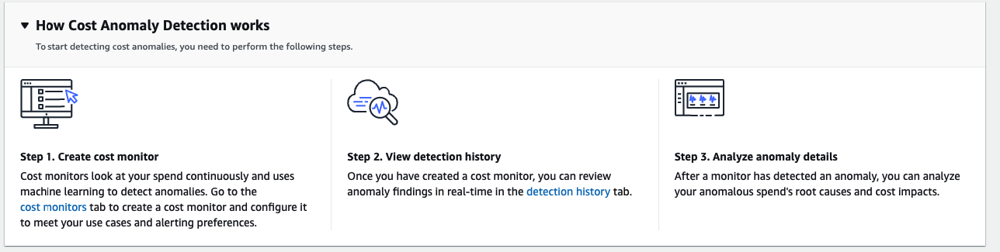 How Cost Anomaly Detection works
To start detecting cost anomalies, you need to perform the following steps.
Step 1. Create cost monitor
Cost monitors look at your spend continuously and uses
machine learning to detect anomalies. Go to the
cost monitors tab to create a cost monitor and configure it
to meet your use cases and alerting preferences.
Step 2. View detection history
Once you have created a cost monitor, you can review
anomaly findings in real-time in the detection history tab.
Step 3. Analyze anomaly details
After a monitor has detected an anomaly, you can analyze
your anomalous spend's root causes and cost impacts.